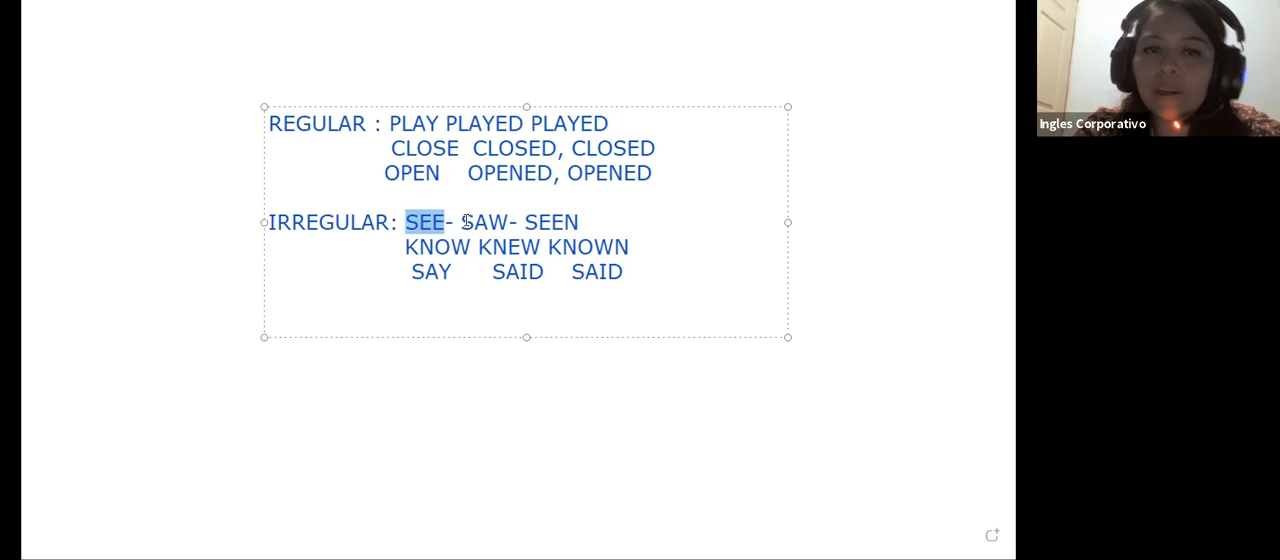 REGULAR : PLAY PLAYED PLAYED
CLOSE CLOSED, CLOSED
OPEN OPENED, OPENED
IRREGULAR: SEE- SAW- SEEN
KNOW KNEW KNOWN
SAY SAID SAID
Ingles Corporativo